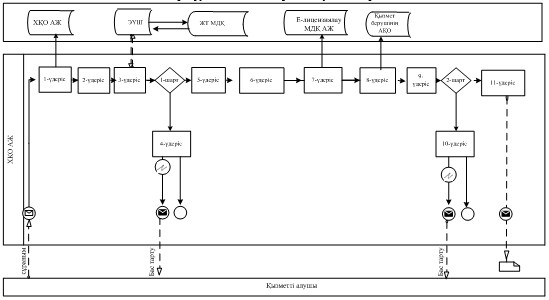 ХҚО АЖ
ЭҮШ
ЖТ МДҚ
Е-лицензиялау
МДҚ АЖ
Қызмет
берушінің
АҚО
ХҚО АЖ
1-үдеріс
2-үдеріс
3-үдеріс
1-шарт
5-үдеріс
6-үдеріс
7-үдеріс
8-үдеріс
9-
үдеріс
2-шарт
11-үдеріс
4-үдеріс
10-үдеріс
Бас тарту
Бас тарту
Қызметті алушы